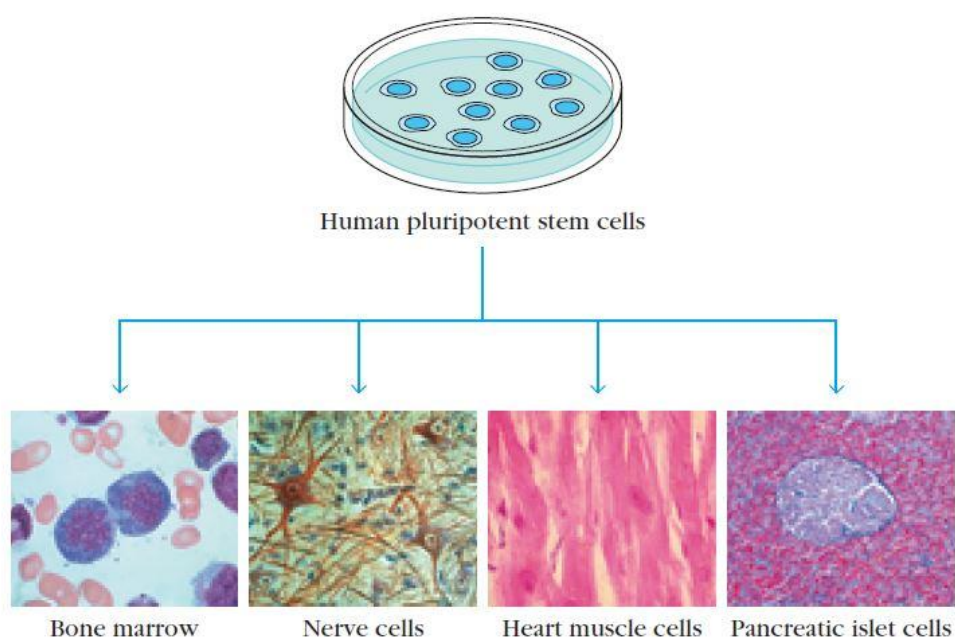 Human pluripotent stem cells
Bone marrow
Nerve cells
Heart muscle cells
Pancreatic islet cells